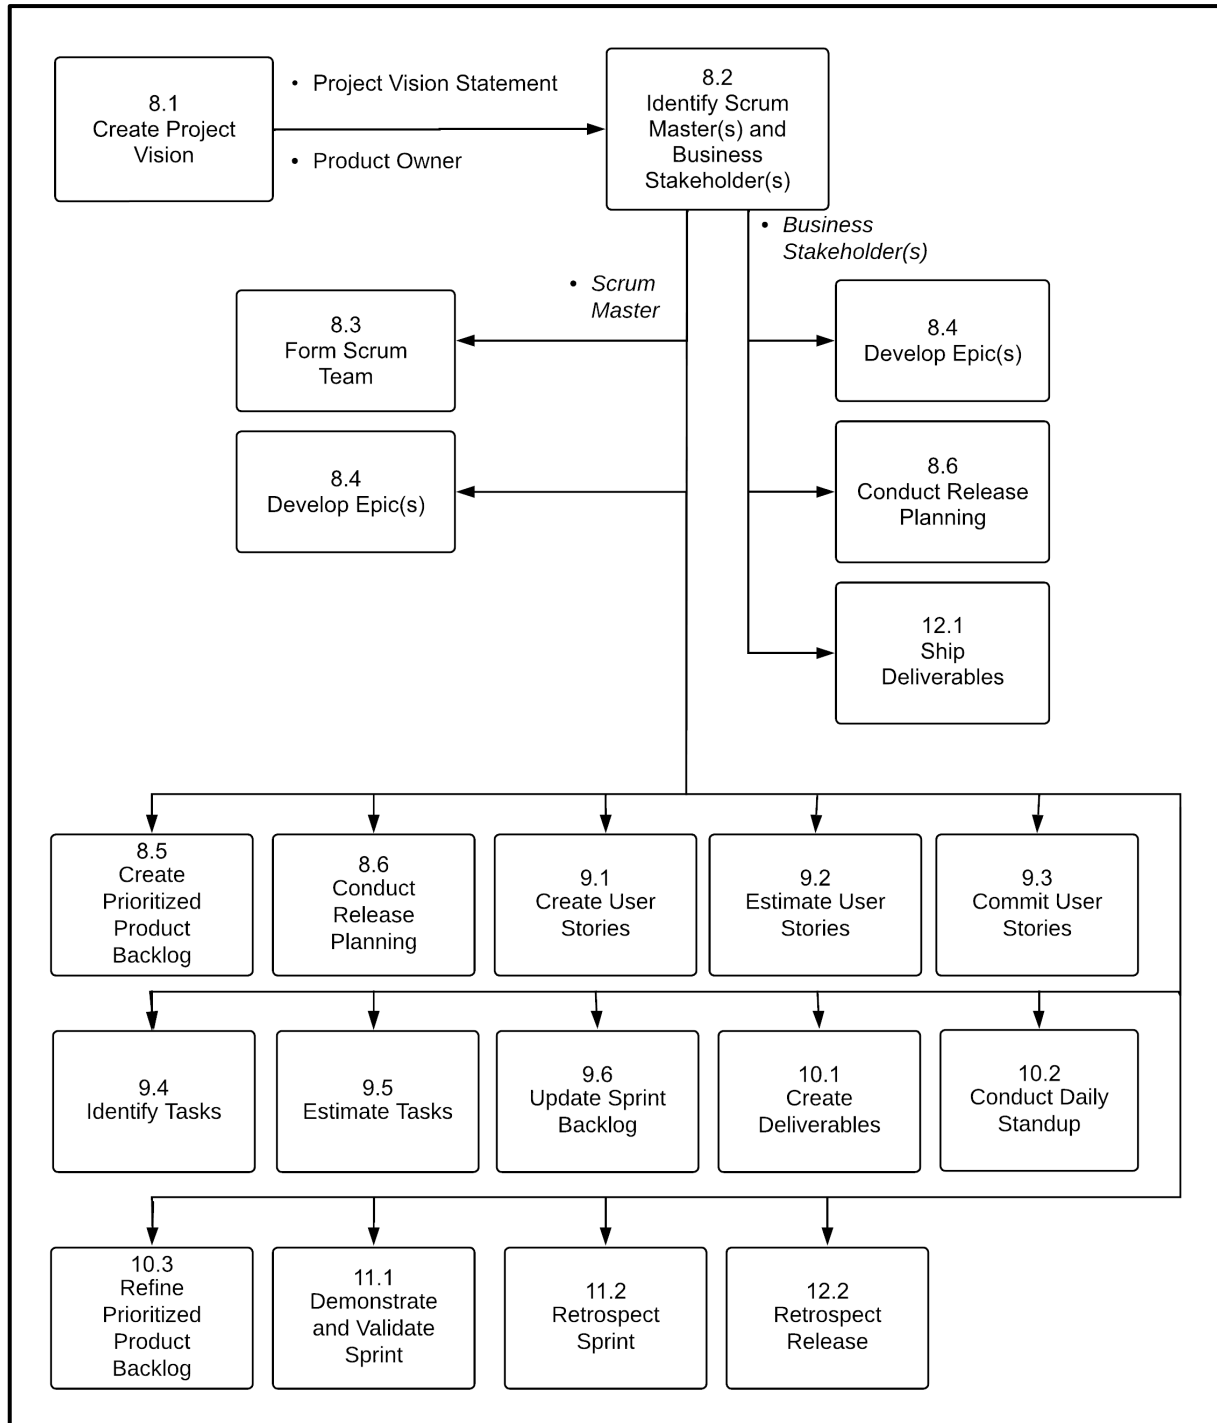 8.1
Create Project
Vision
• Project Vision Statement
• Product Owner
8.2
Identify Scrum
Master(s) and
Business
Stakeholder(s)
• Business
Stakeholder(s)
• Scrum
Master
8.3
Form Scrum
Team
8.4
Develop Epic(s)
8.4
Develop Epic(s)
8.6
Conduct Release
Planning
12.1
Ship
Deliverables
8.5
Create
Prioritized
Product
Backlog
8.6
Conduct
Release
Planning
9.1
Create User
Stories
9.2
Estimate User
Stories
9.3
Commit User
Stories
9.4
Identify Tasks
9.5
Estimate Tasks
9.6
Update Sprint
Backlog
10.1
Create
Deliverables
10.2
Conduct Daily
Standup
10.3
Refine
Prioritized
Product
Backlog
11.1
Demonstrate
and Validate
Sprint
11.2
Retrospect
Sprint
12.2
Retrospect
Release